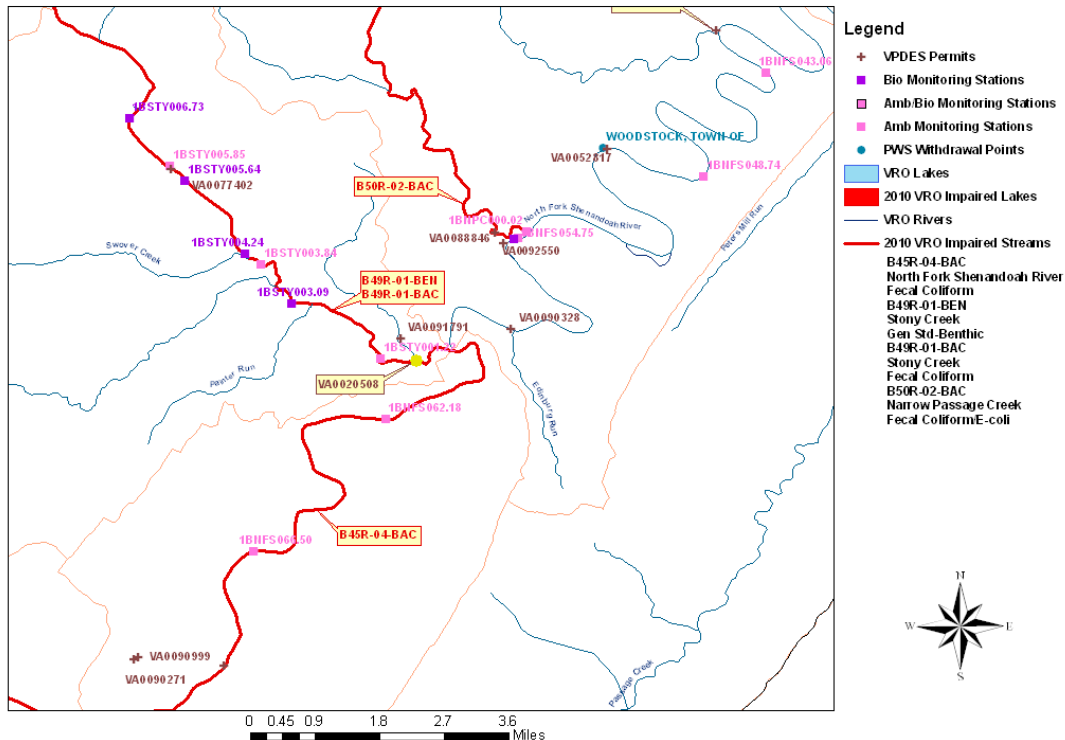 1BNFS043.06
1BSTY006.73
WOODSTOCK, TOWN OF
VA0052817
1BSTY005.85
1BSTY005.64
VA0077402
1BNFS048.74
B50R-02-BAC
1BNPC000.02
North Fork Shenandoah River
1BNFS054.75
VA0088846
VA0092550
Peters Mill Run
1BSTY004.24
1BSTY003.84
Swover Creek
B49R-01-BEN
B49R-01-BAC
1BSTY003.09
VA0091791
VA0090328
VA0020508
Painter Run
Edinburg Run
1BNFS062.18
B45R-04-BAC
VA0090999
VA0090271
Passage Creek
0 0.45 0.9 1.8 2.7 3.6
Miles
Legend
VPDES Permits
Bio Monitoring Stations
Amb/Bio Monitoring Stations
Amb Monitoring Stations
PWS Withdrawal Points
VRO Lakes
2010 VRO Impaired Lakes
VRO Rivers
2010 VRO Impaired Streams
B45R-04-BAC
North Fork Shenandoah River
Fecal Coliform
B49R-01-BEN
Stony Creek
Gen Std-Benthic
B49R-01-BAC
Stony Creek
Fecal Coliform
B50R-02-BAC
Narrow Passage Creek
Fecal Coliform/E-coli
N
W E
S